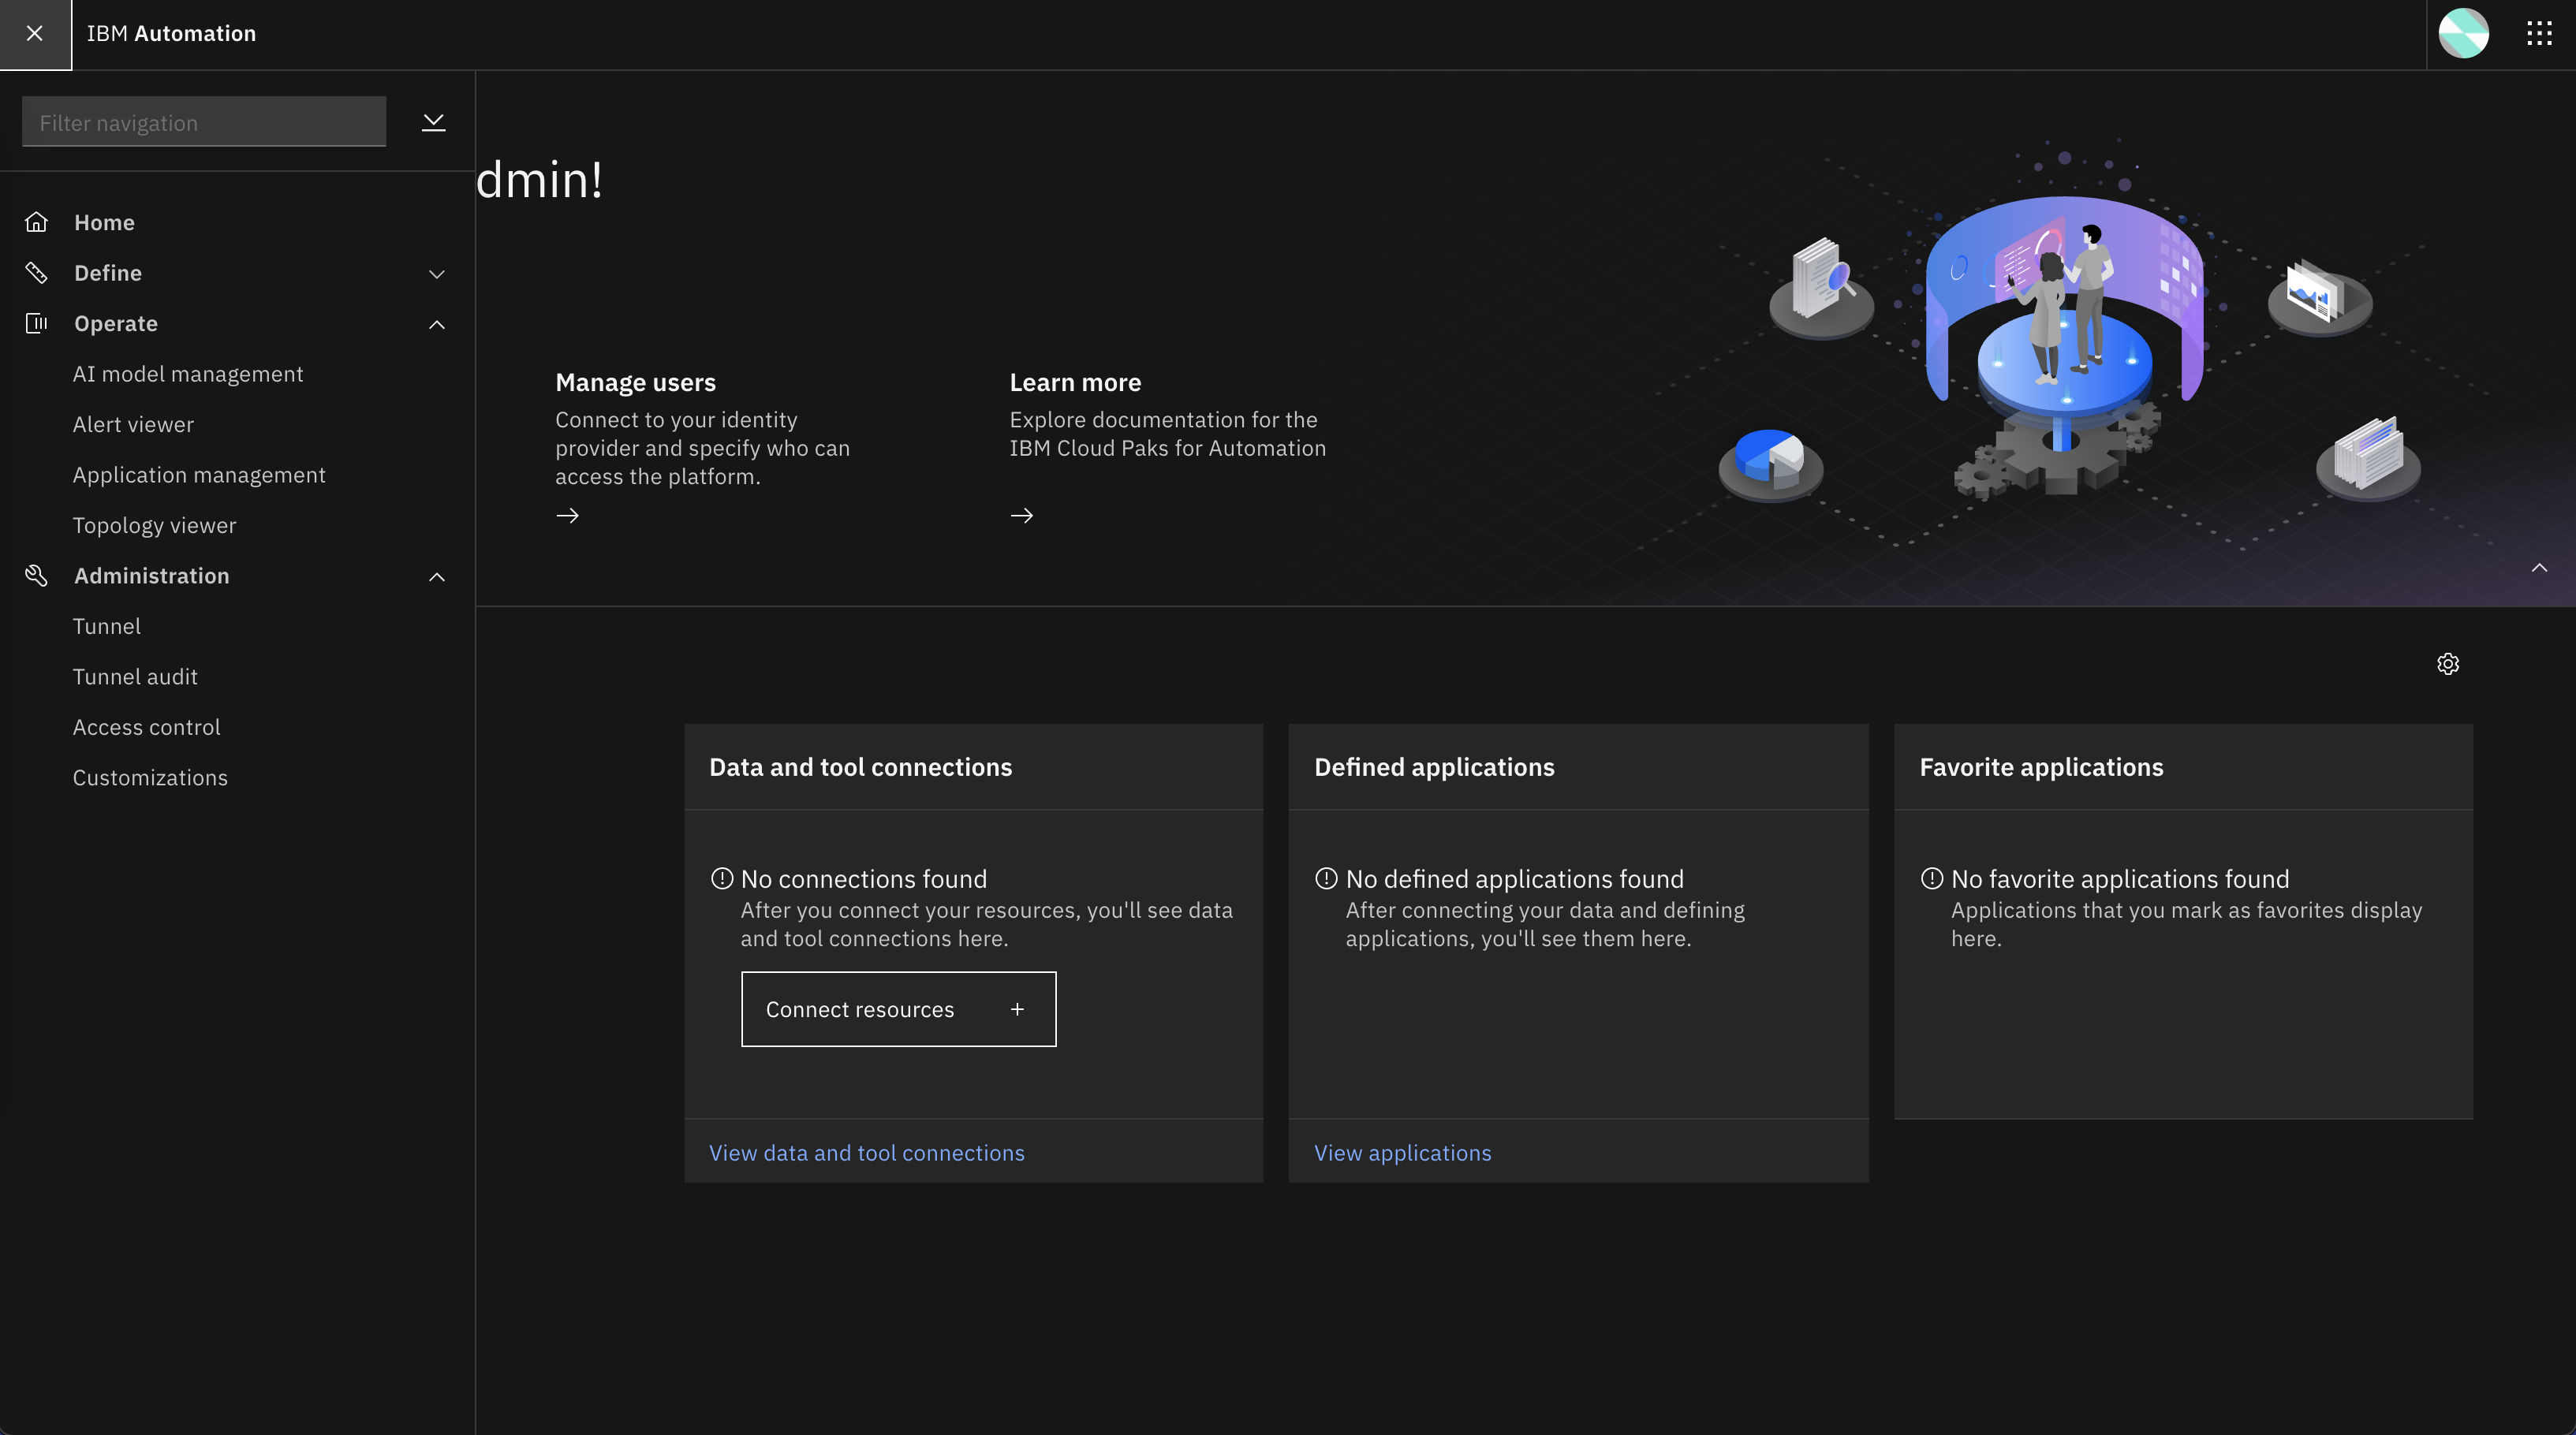 IBM Automation
Filter navigation
Home
Define
Operate
AI model management
Alert viewer
Application management
Topology viewer
Administration
Tunnel
Tunnel audit
Access control
Customizations
dmin!
Manage users
Connect to your identity
provider and specify who can
access the platform.
Learn more
Explore documentation for the
IBM Cloud Paks for Automation
Data and tool connections
No connections found
After you connect your resources, you'll see data
and tool connections here.
Connect resources
View data and tool connections
Defined applications
No defined applications found
After connecting your data and defining
applications, you'll see them here.
View applications
Favorite applications
No favorite applications found
Applications that you mark as favorites display
here.